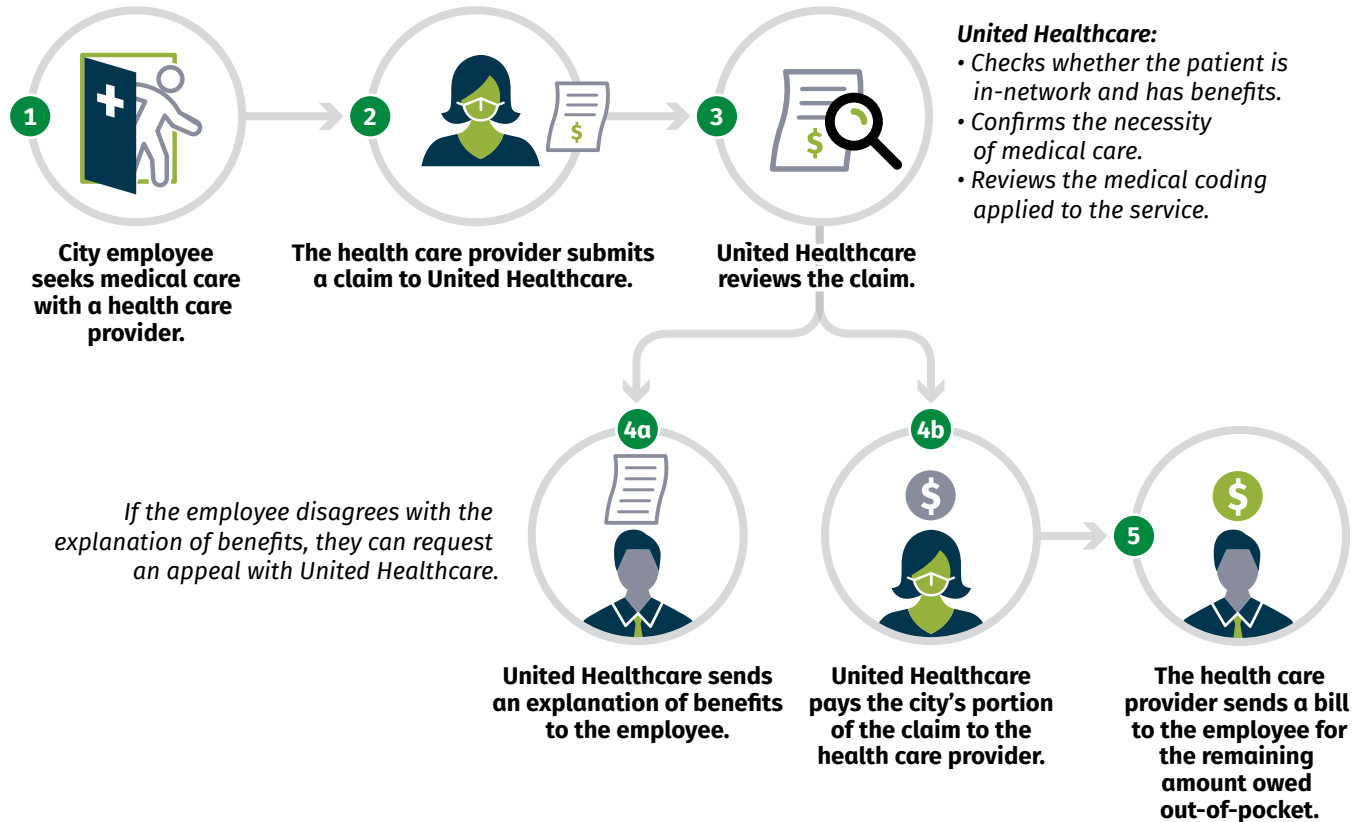 1
City employee
seeks medical care
with a health care
provider.
2
$
The health care provider submits
a claim to United Healthcare.
3
$
United Healthcare
reviews the claim.
United Healthcare:
• Checks whether the patient is
in-network and has benefits.
• Confirms the necessity
of medical care.
• Reviews the medical coding
applied to the service.
If the employee disagrees with the
explanation of benefits, they can request
an appeal with United Healthcare.
4a
United Healthcare sends
an explanation of benefits
to the employee.
4b
$
United Healthcare
pays the city's portion
of the claim to the
health care provider.
5
$
The health care
provider sends a bill
to the employee for
the remaining
amount owed
out-of-pocket.